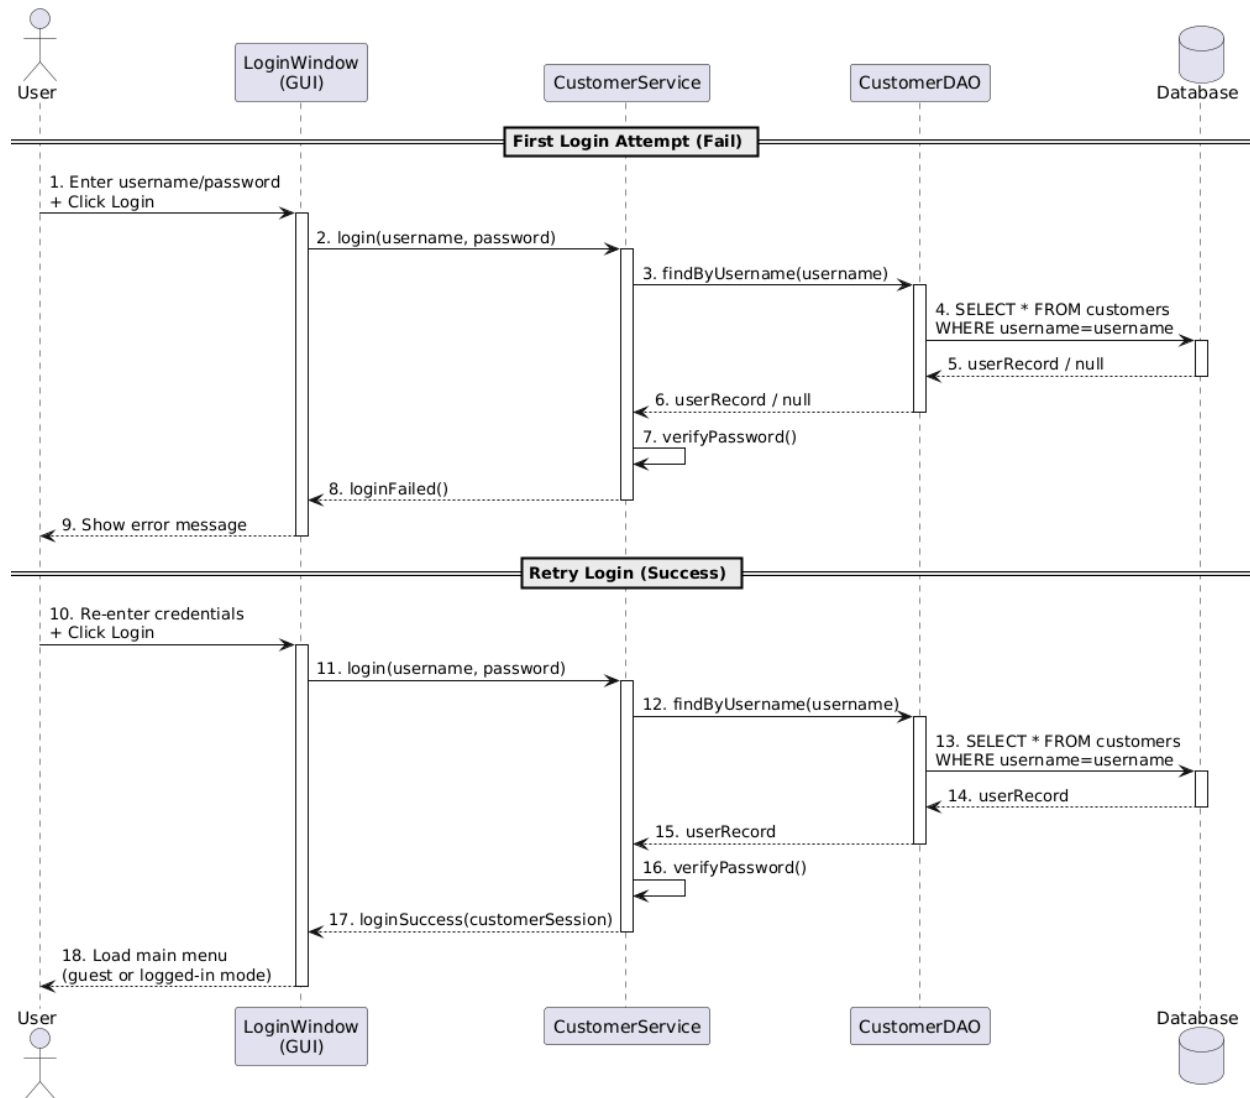 User
LoginWindow
(GUI)
CustomerService
CustomerDAO
Database
First Login Attempt (Fail)
1. Enter username/password
+ Click Login
2. login(username, password)
3. findByUsername(username)
4. SELECT * FROM customers
WHERE username=username
5. userRecord / null
6. userRecord / null
7. verifyPassword()
8. loginFailed()
9. Show error message
Retry Login (Success)
10. Re-enter credentials
+ Click Login
11. login(username, password)
12. findByUsername(username)
13. SELECT * FROM customers
WHERE username=username
14. userRecord
15. userRecord
16. verifyPassword()
17. loginSuccess(customerSession)
18. Load main menu
(guest or logged-in mode)
User
LoginWindow
(GUI)
CustomerService
CustomerDAO
Database